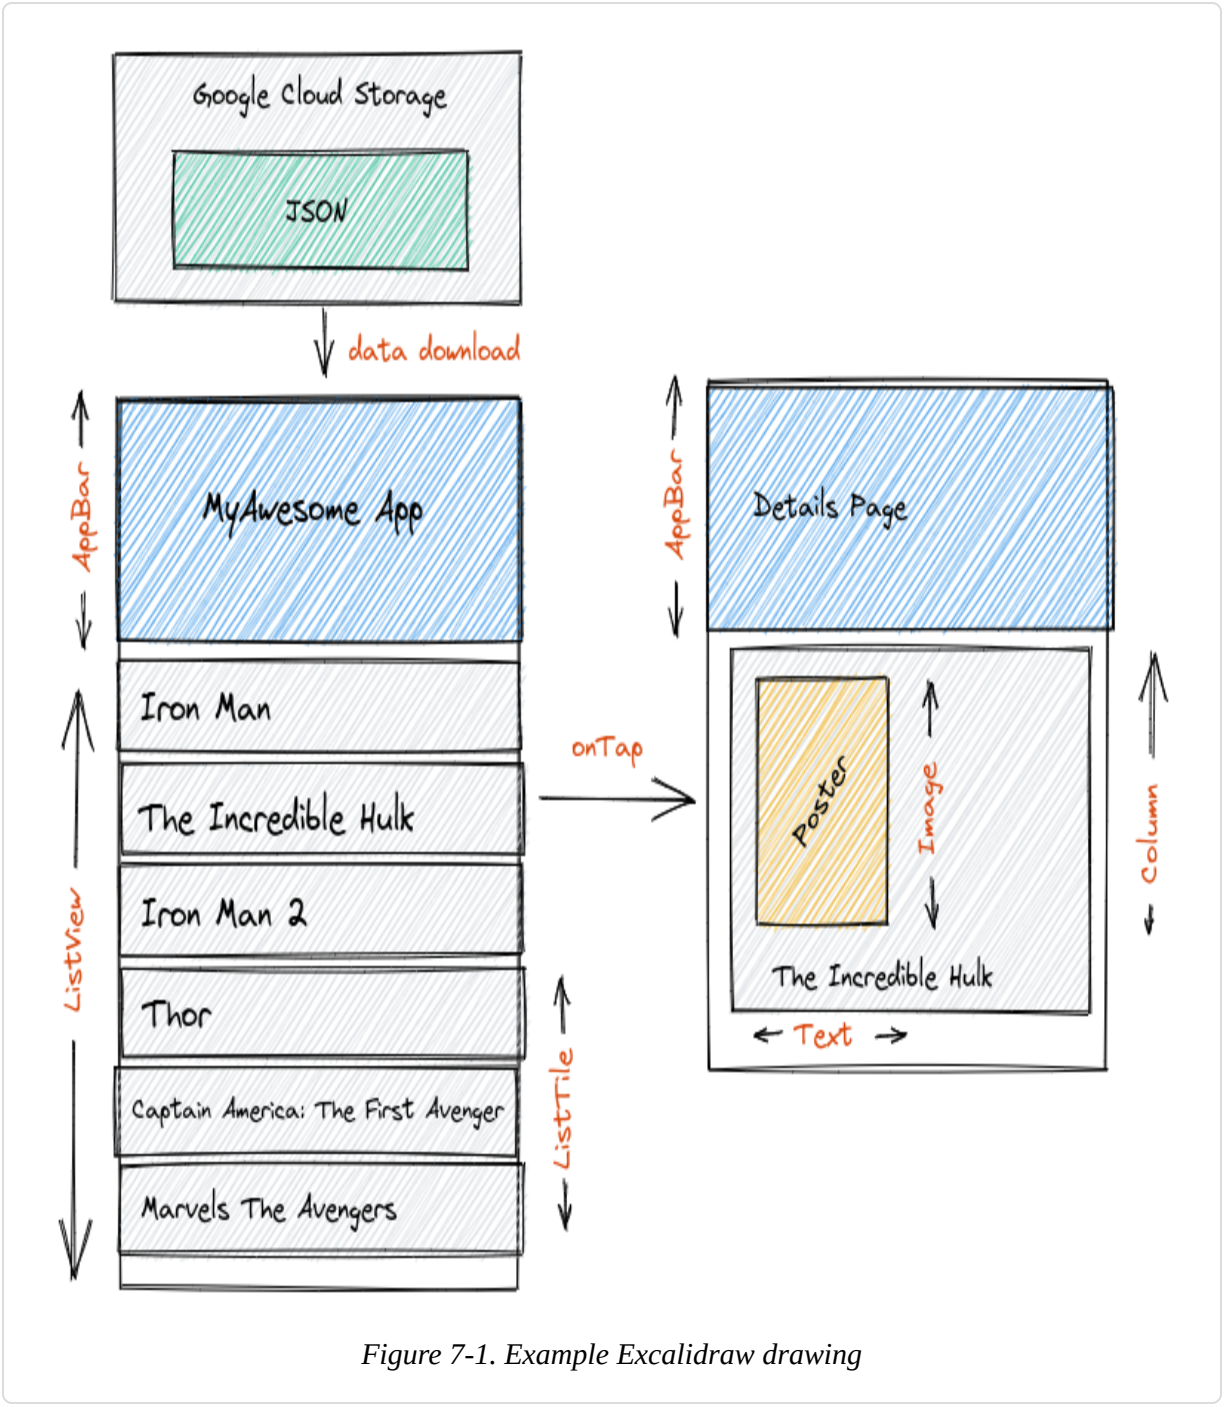 Google Cloud Storage
JSON
data download
AppBar
MyAwesome App
AppBar
Details Page
Iron Man
onTap
The Incredible Hulk
Poster
Image
Column
ListView
Iron Man 2
The Incredible Hulk
Thor
Text
ListTile
Captain America: The First Avenger
Marvels The Avengers
Figure 7-1. Example Excalidraw drawing